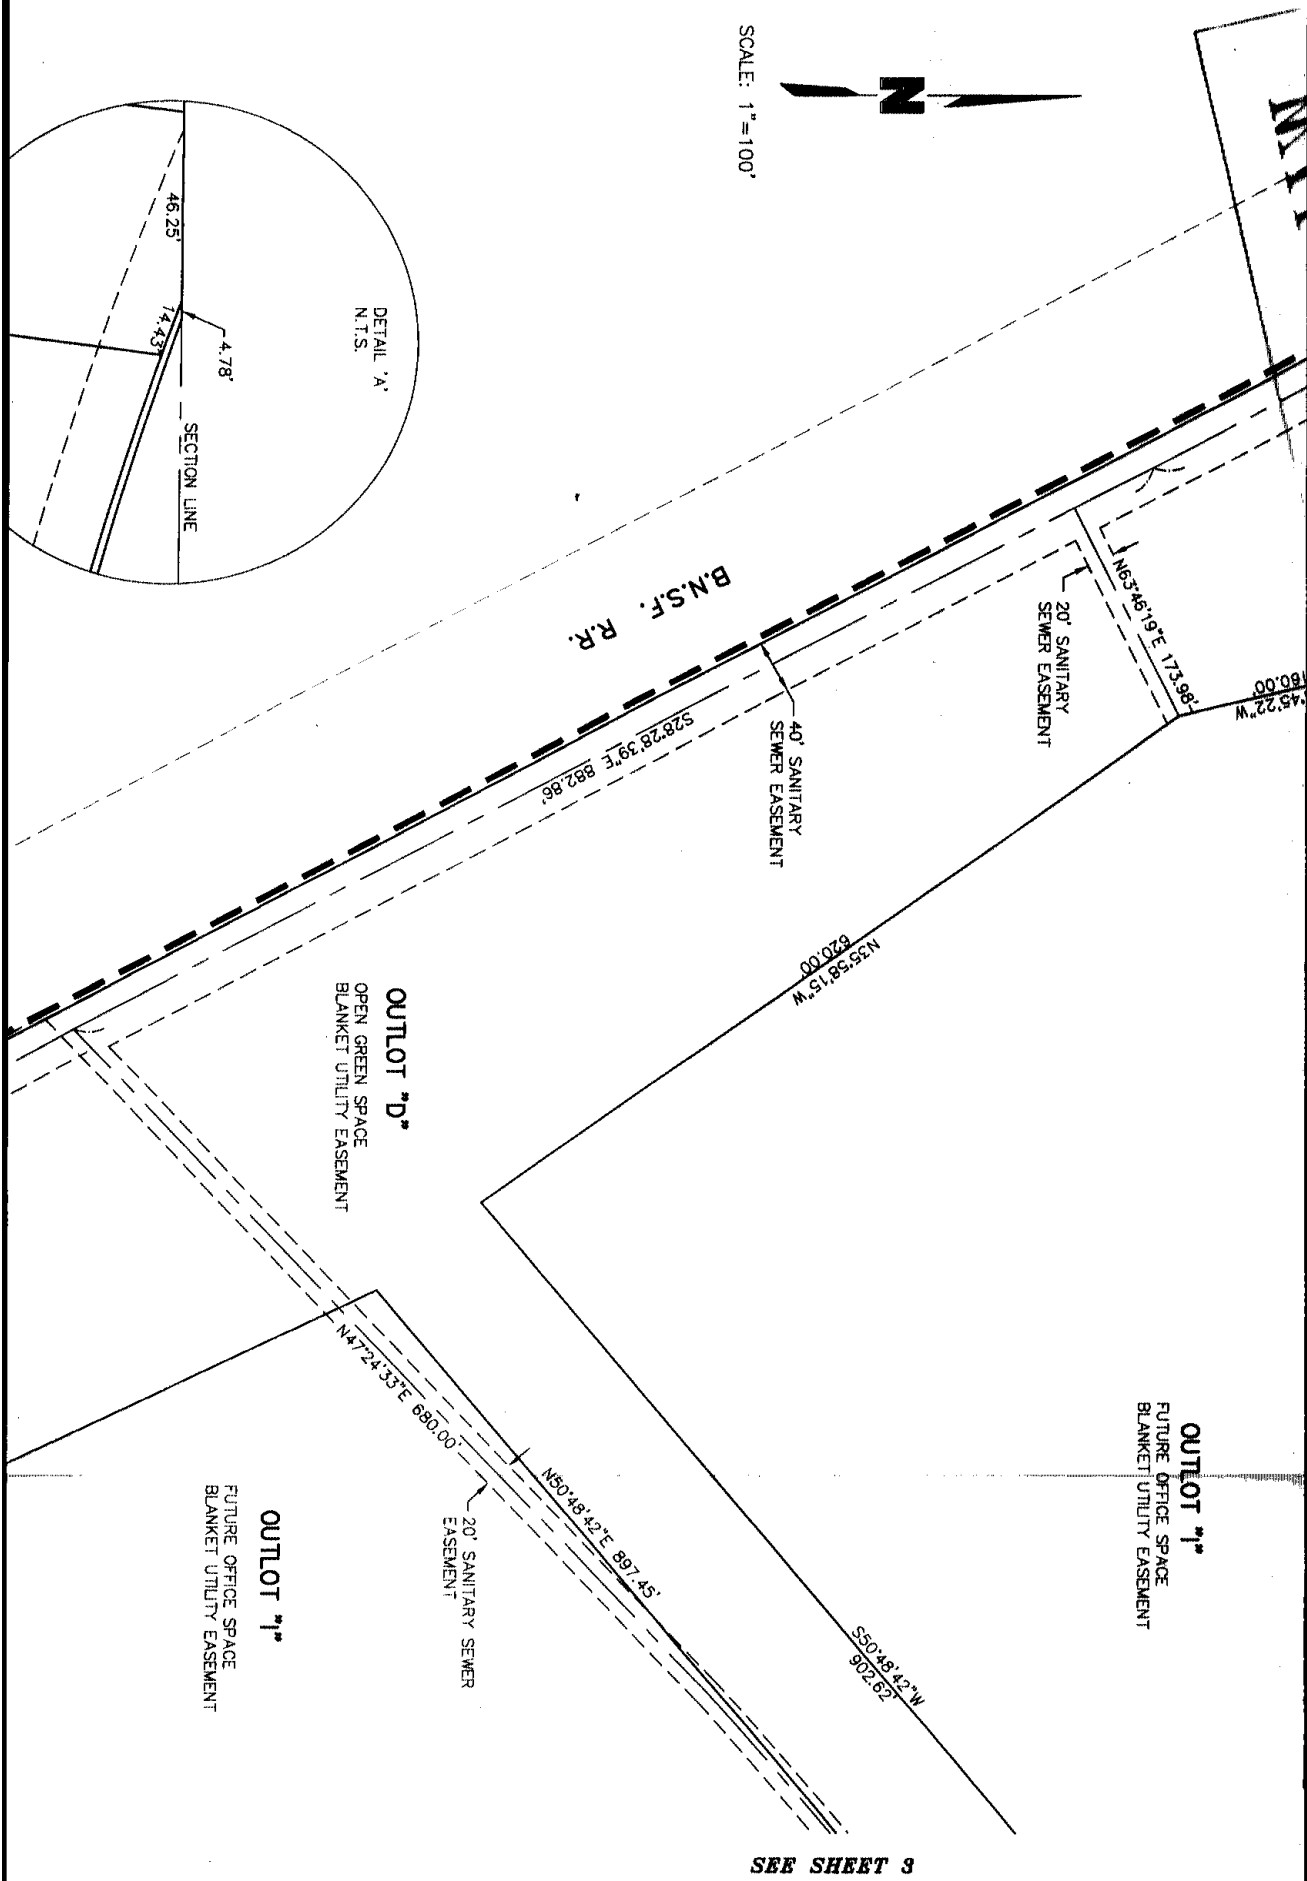 SCALE: 1"=100'
N
DETAIL 'A'
N.T.S.
46.25'
14.43'
4.78'
SECTION LINE
B.N.S.F. R.R.
N63°46'19"E 173.98'
20' SANITARY
SEWER EASEMENT
°45'22"W
180.00'
40' SANITARY
SEWER EASEMENT
S28°28'39"E 882.86'
N35°58'15"W
620.00'
OUTLOT "D"
OPEN GREEN SPACE
BLANKET UTILITY EASEMENT
OUTLOT "I"
FUTURE OFFICE SPACE
BLANKET UTILITY EASEMENT
N47°24'33"E 680.00'
N50°48'42"E 897.45'
20' SANITARY SEWER
EASEMENT
S50°48'42"W
902.62'
OUTLOT "I"
FUTURE OFFICE SPACE
BLANKET UTILITY EASEMENT
SEE SHEET 3